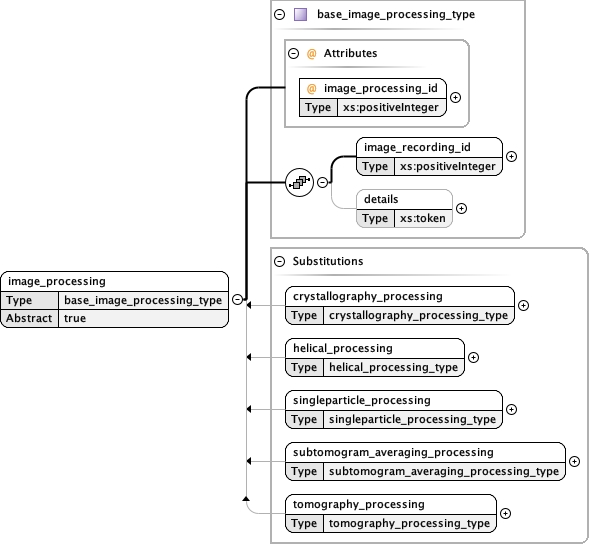 base_image_processing_type
@ Attributes
@ image_processing_id
Type xs:positiveInteger
image_recording_id
Type xs:positiveInteger
details
Type xs:token
image_processing
Type base_image_processing_type
Abstract true
Substitutions
crystallography_processing
Type crystallography_processing_type
helical_processing
Type helical_processing_type
singleparticle_processing
Type singleparticle_processing_type
subtomogram_averaging_processing
Type subtomogram_averaging_processing_type
tomography_processing
Type tomography_processing_type